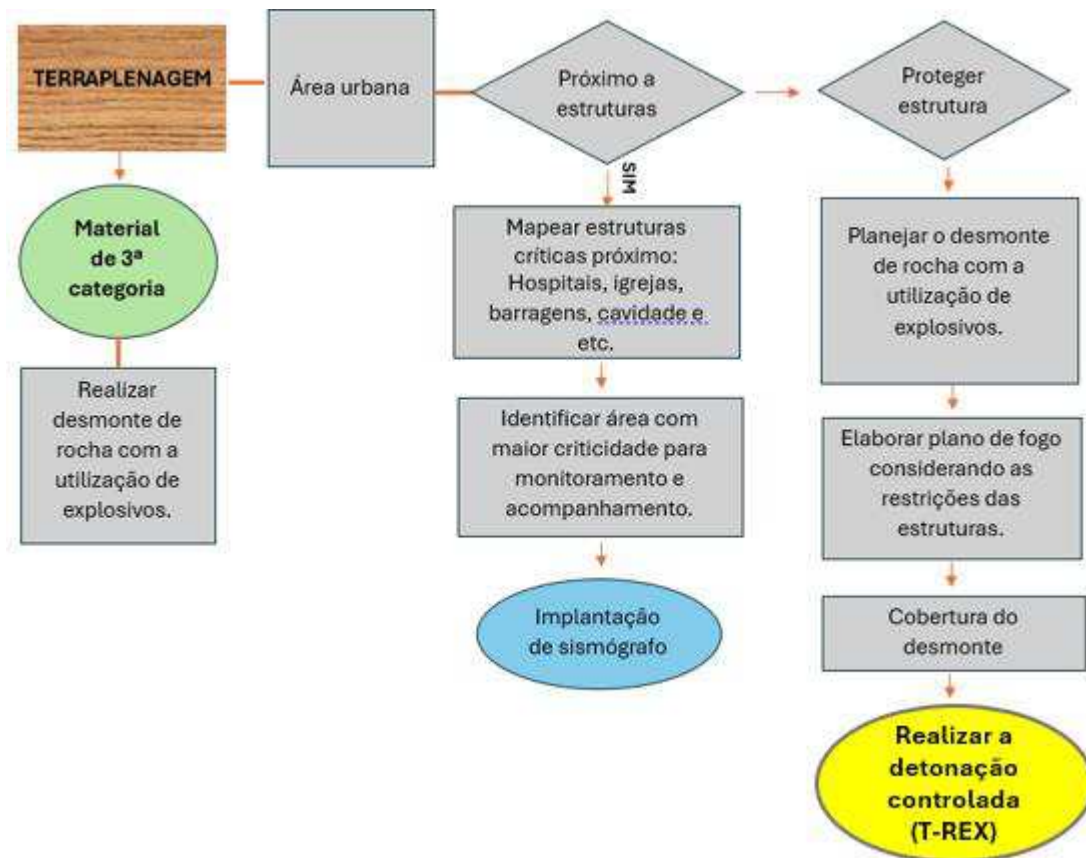 TERRAPLENAGEM
Material
de 3ª
categoria
Realizar
desmonte de
rocha com a
utilização de
explosivos.
Área urbana
Próximo a
estruturas
SIM
Mapear estruturas
críticas próximo:
Hospitais, igrejas,
barragens, cavidade e
etc.
Identificar área com
maior criticidade para
monitoramento e
acompanhamento.
Implantação
de sismógrafo
Proteger
estrutura
Planejar o desmonte
de rocha com a
utilização de
explosivos.
Elaborar plano de fogo
considerando as
restrições das
estruturas.
Cobertura do
desmonte
Realizar a
detonação
controlada
(T-REX)